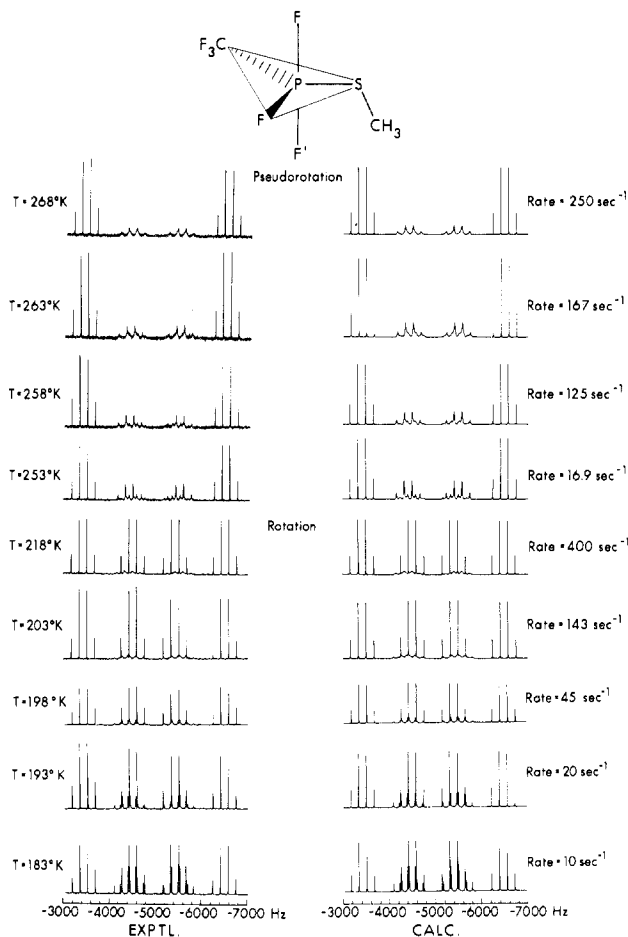 F
F₃C
P
S
F
CH₃
F'
Pseudorotation
T = 268°K
Rate = 250 sec⁻¹
T = 263°K
Rate = 167 sec⁻¹
T = 258°K
Rate = 125 sec⁻¹
T = 253°K
Rate = 16.9 sec⁻¹
Rotation
T = 218°K
Rate = 400 sec⁻¹
T = 203°K
Rate = 143 sec⁻¹
T = 198°K
Rate = 45 sec⁻¹
T = 193°K
Rate = 20 sec⁻¹
T = 183°K
Rate = 10 sec⁻¹
-3000 -4000 -5000 -6000 -7000 Hz
-3000 -4000 -5000 -6000 -7000 Hz
EXPTL.
CALC.